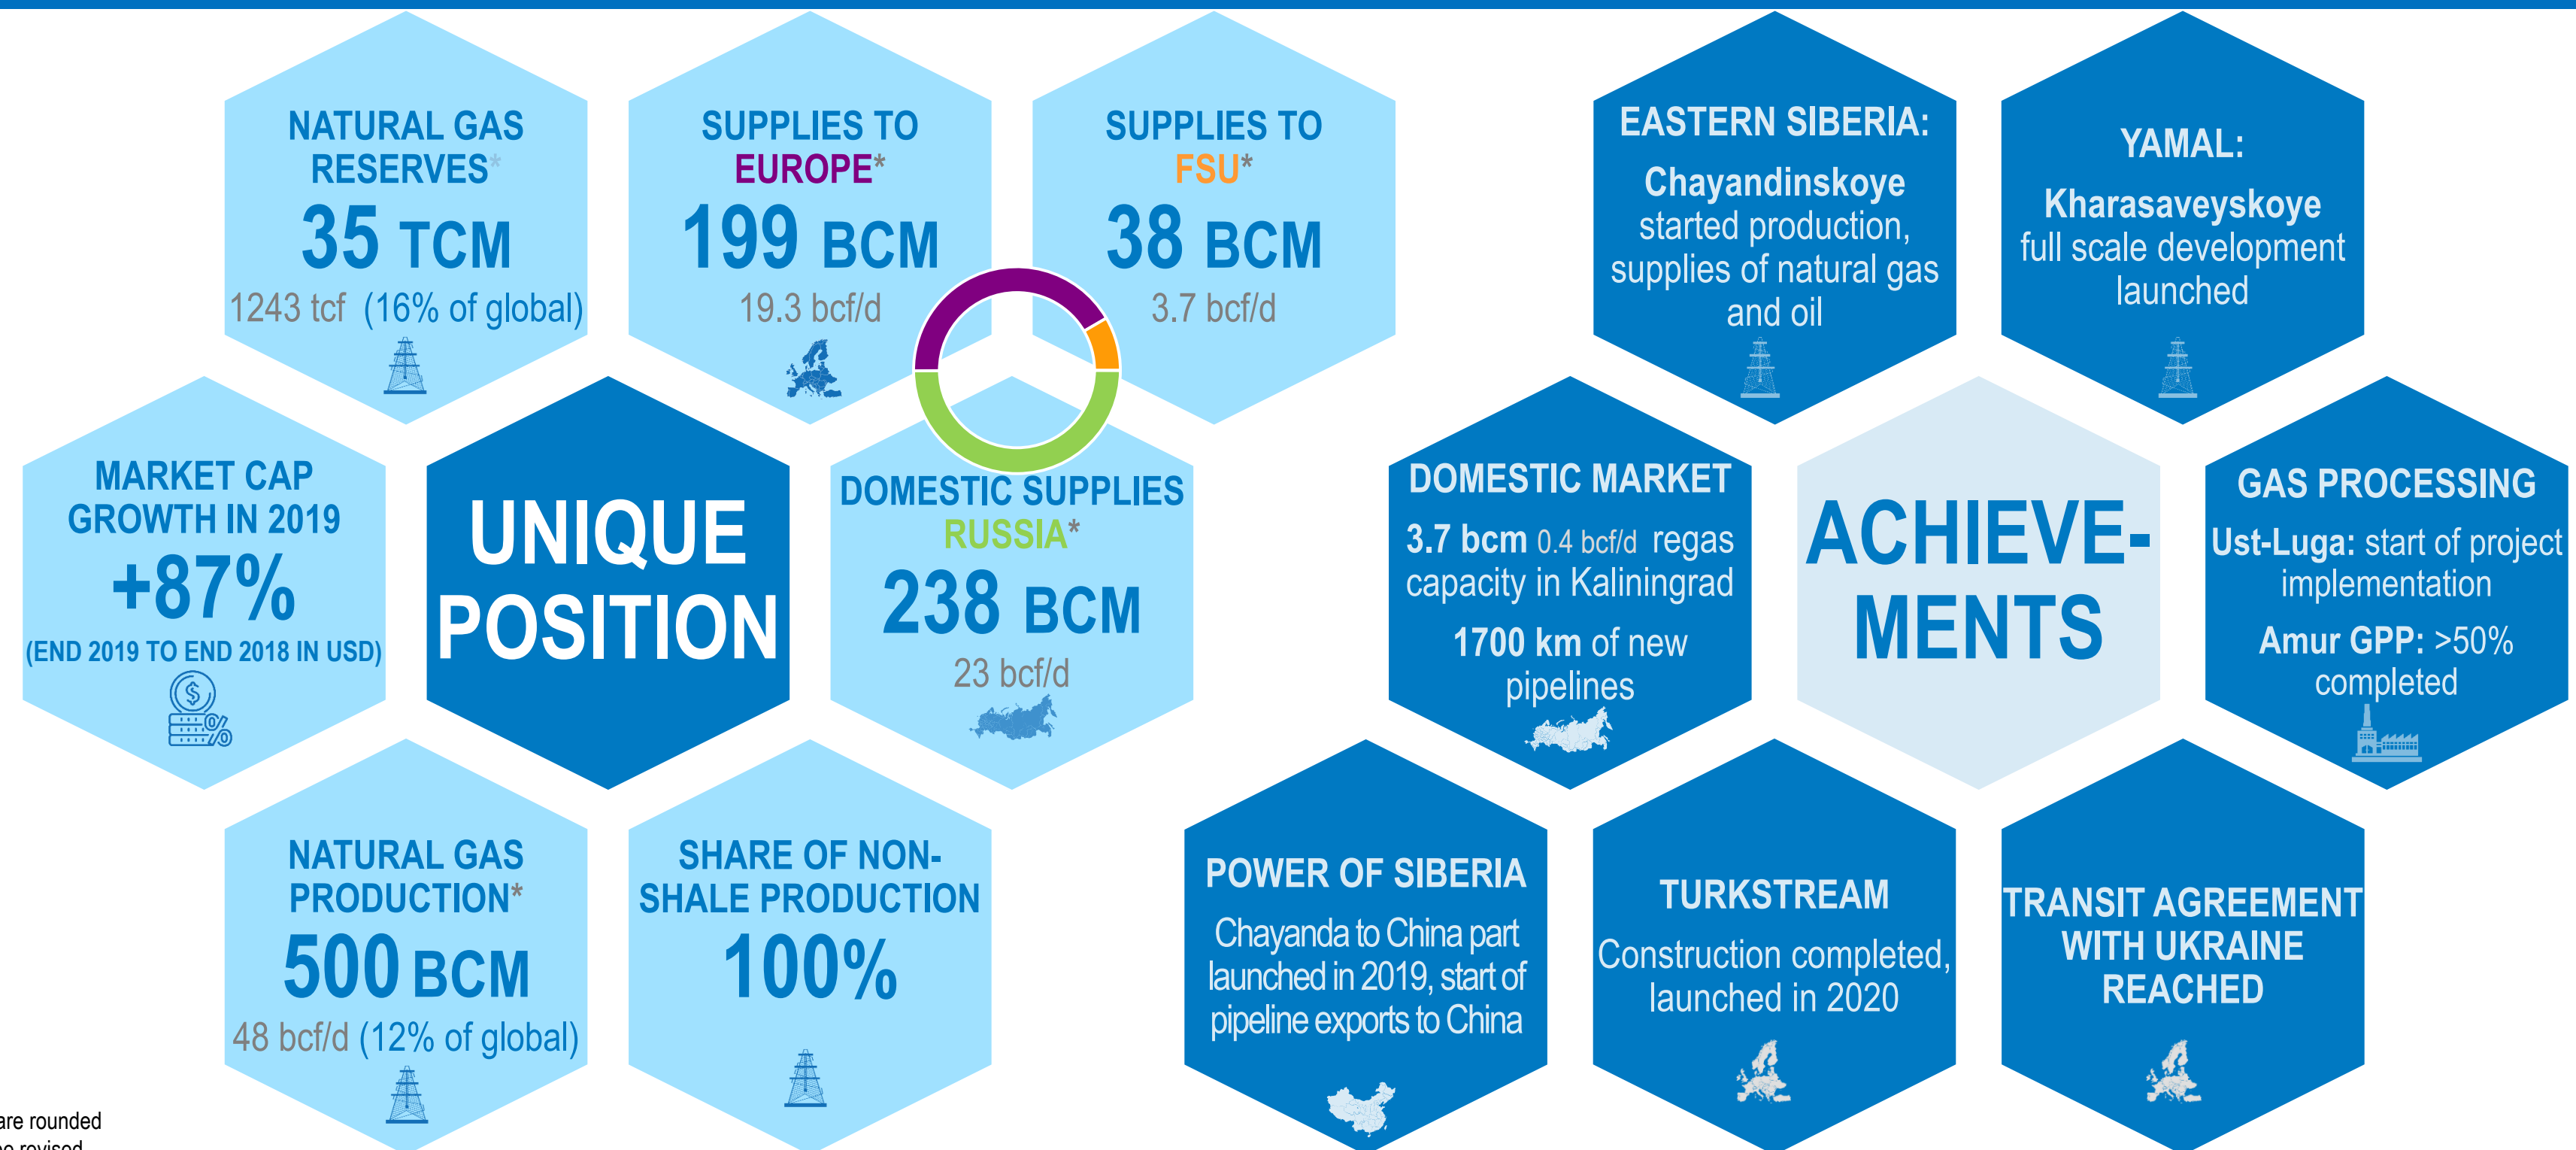 NATURAL GAS
RESERVES*
35 TCM
1243 tcf (16% of global)
SUPPLIES TO
EUROPE*
199 BCM
19.3 bcf/d
SUPPLIES TO
FSU*
38 BCM
3.7 bcf/d
MARKET CAP
GROWTH IN 2019
+87%
(END 2019 TO END 2018 IN USD)
UNIQUE
POSITION
DOMESTIC SUPPLIES
RUSSIA*
238 BCM
23 bcf/d
NATURAL GAS
PRODUCTION*
500 BCM
48 bcf/d (12% of global)
SHARE OF NON-
SHALE PRODUCTION
100%
EASTERN SIBERIA:
Chayandinskoye
started production,
supplies of natural gas
and oil
YAMAL:
Kharasaveyskoye
full scale development
launched
DOMESTIC MARKET
3.7 bcm 0.4 bcf/d regas
capacity in Kaliningrad
1700 km of new
pipelines
ACHIEVE-
MENTS
GAS PROCESSING
Ust-Luga: start of project
implementation
Amur GPP: >50%
completed
POWER OF SIBERIA
Chayanda to China part
launched in 2019, start of
pipeline exports to China
TURKSTREAM
Construction completed,
launched in 2020
TRANSIT AGREEMENT
WITH UKRAINE
REACHED
are rounded
revised